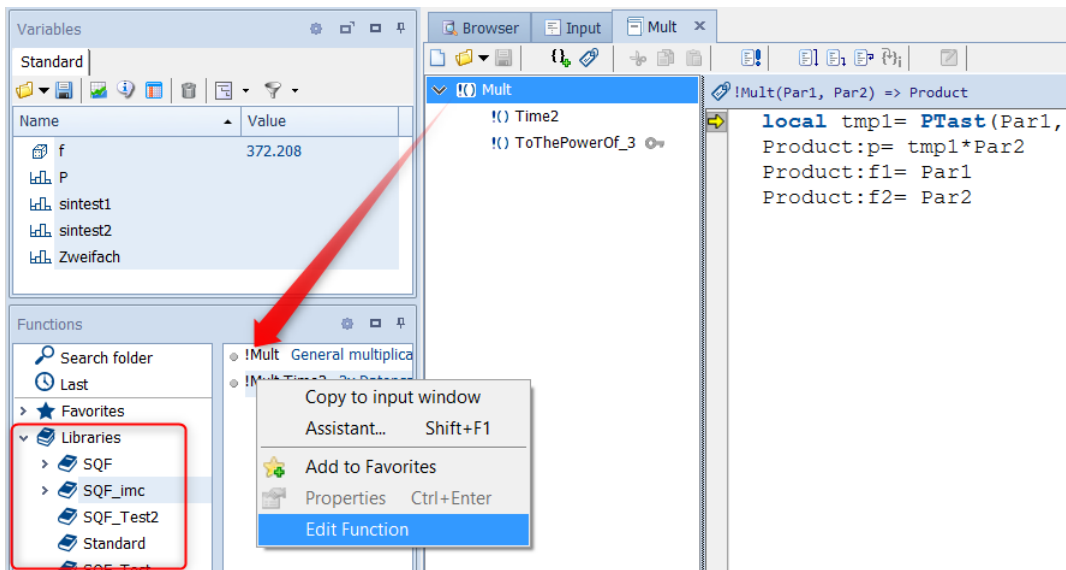 Variables
Standard
Name Value
f 372.208
P
sintest1
sintest2
Zweifach
Functions
Search folder
Last
Favorites
Libraries
SQF
SQF_imc
SQF_Test2
Standard
!Mult General multiplica
Copy to input window
Assistant... Shift+F1
Add to Favorites
Properties Ctrl+Enter
Edit Function
Browser Input Mult
!() Mult
!() Time2
!() ToThePowerOf_3
!Mult(Par1, Par2) => Product
local tmp1= PTast(Par1,
Product:p= tmp1*Par2
Product:f1= Par1
Product:f2= Par2